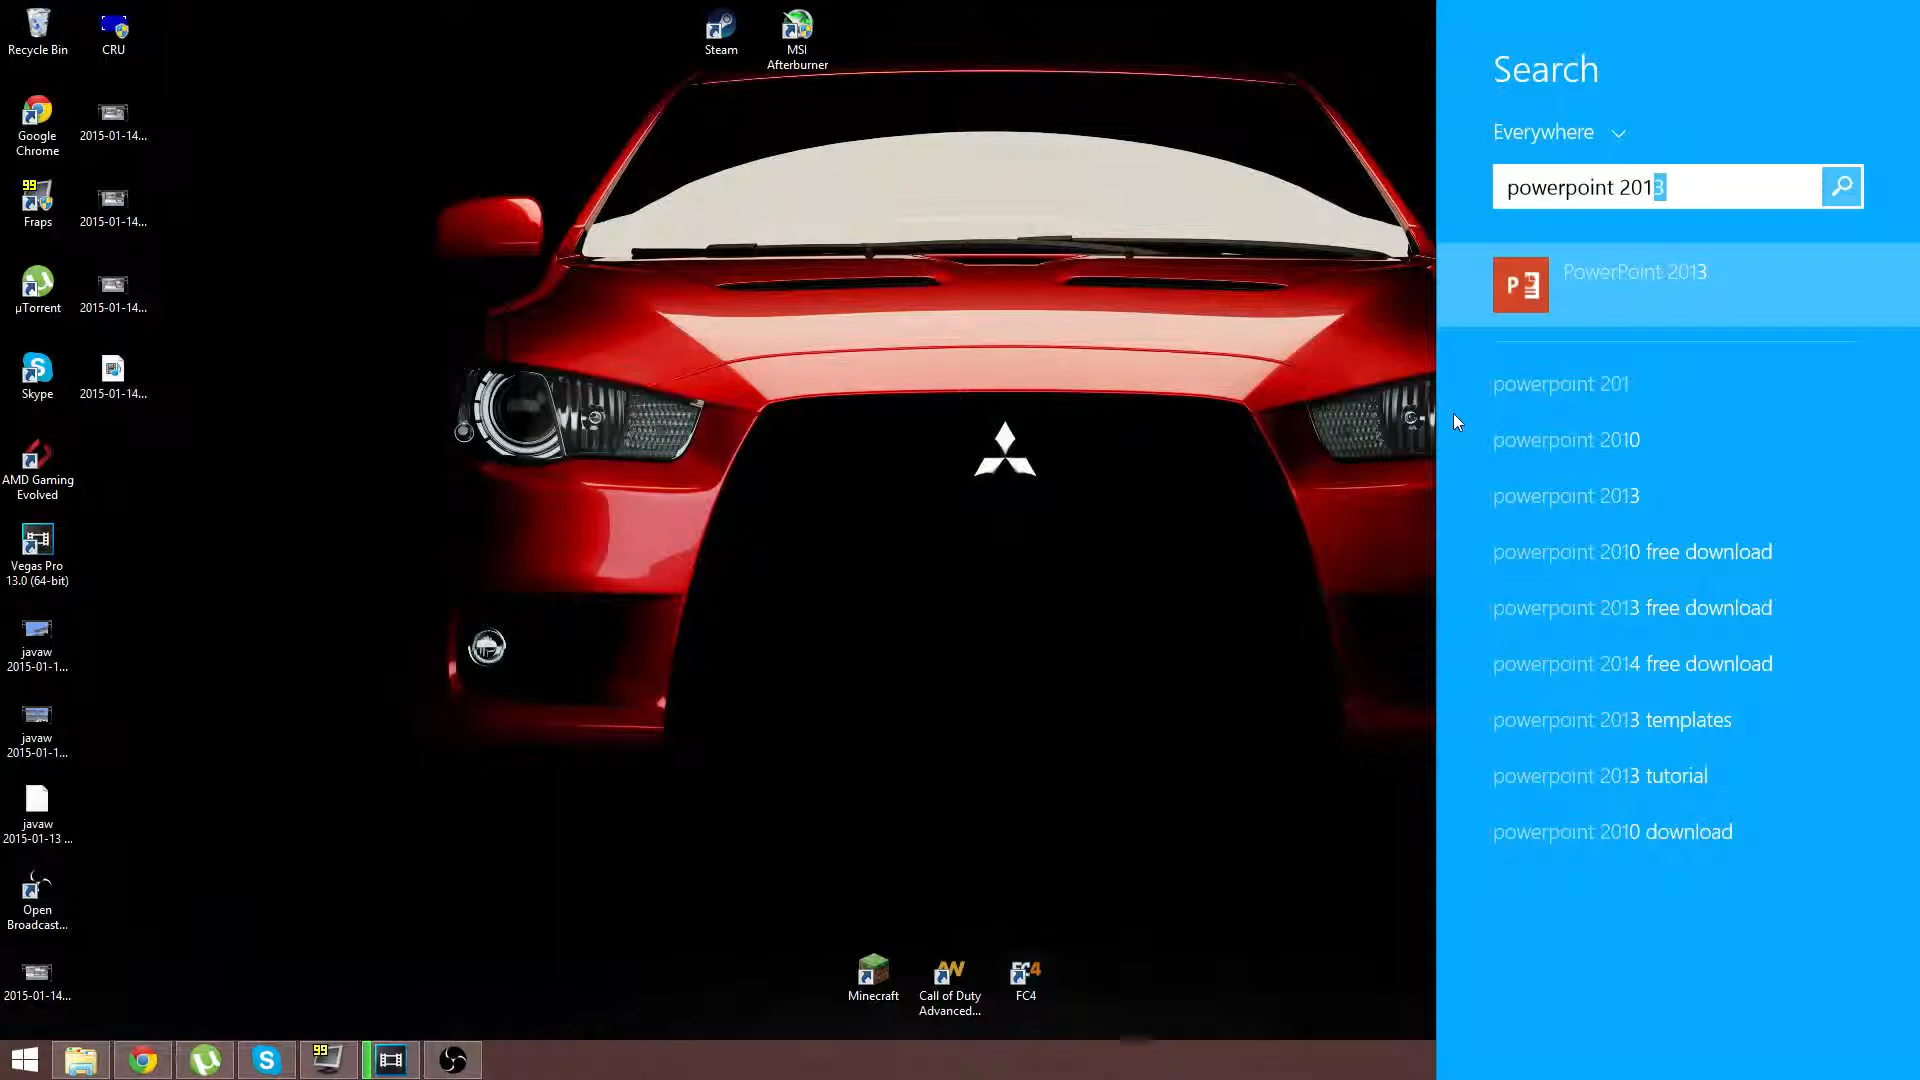 Recycle Bin
CRU
Google
Chrome
2015-01-14...
99
Fraps
2015-01-14...
µTorrent
2015-01-14...
Skype
2015-01-14...
AMD Gaming
Evolved
Vegas Pro
13.0 (64-bit)
javaw
2015-01-1...
javaw
2015-01-1...
javaw
2015-01-13 ...
Open
Broadcast...
2015-01-14...
Steam
MSI
Afterburner
Minecraft
Call of Duty
Advanced...
FC4
FC4
99
Search
Everywhere
powerpoint 2013
PowerPoint 2013
powerpoint 201
powerpoint 2010
powerpoint 2013
powerpoint 2010 free download
powerpoint 2013 free download
powerpoint 2014 free download
powerpoint 2013 templates
powerpoint 2013 tutorial
powerpoint 2010 download